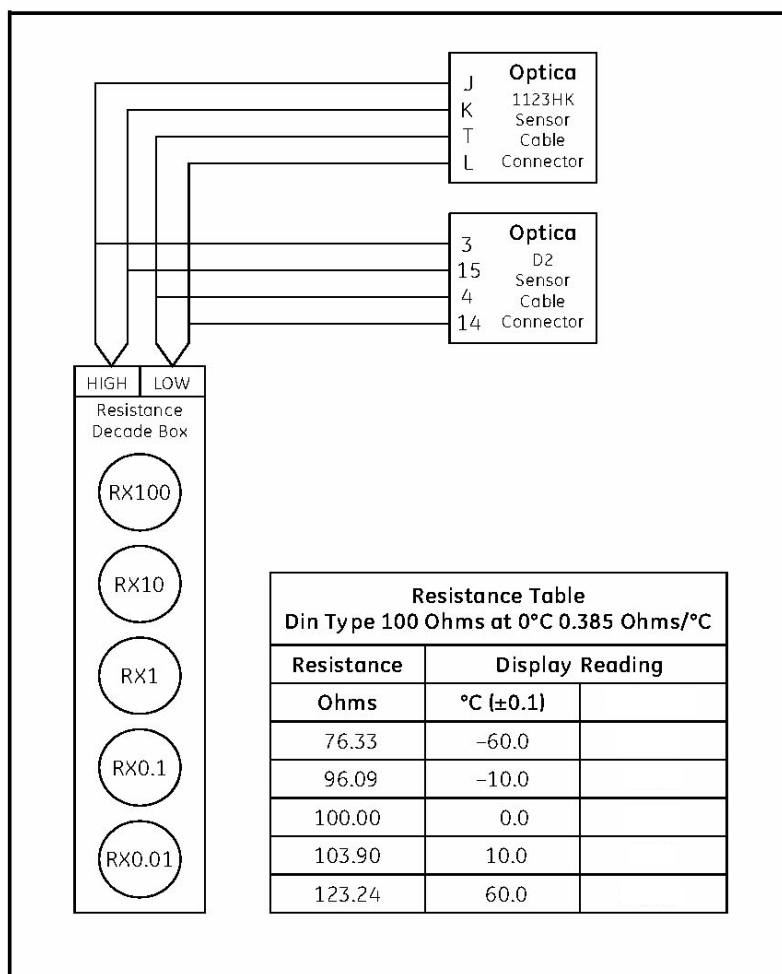 J
K
T
L
Optica
1123HK
Sensor
Cable
Connector
3
15
4
14
Optica
D2
Sensor
Cable
Connector
HIGH LOW
Resistance
Decade Box
RX100
RX10
RX1
RX0.1
RX0.01
Resistance Table
Din Type 100 Ohms at 0°C 0.385 Ohms/°C
Resistance Display Reading
Ohms °C (±0.1)
76.33 –60.0
96.09 –10.0
100.00 0.0
103.90 10.0
123.24 60.0